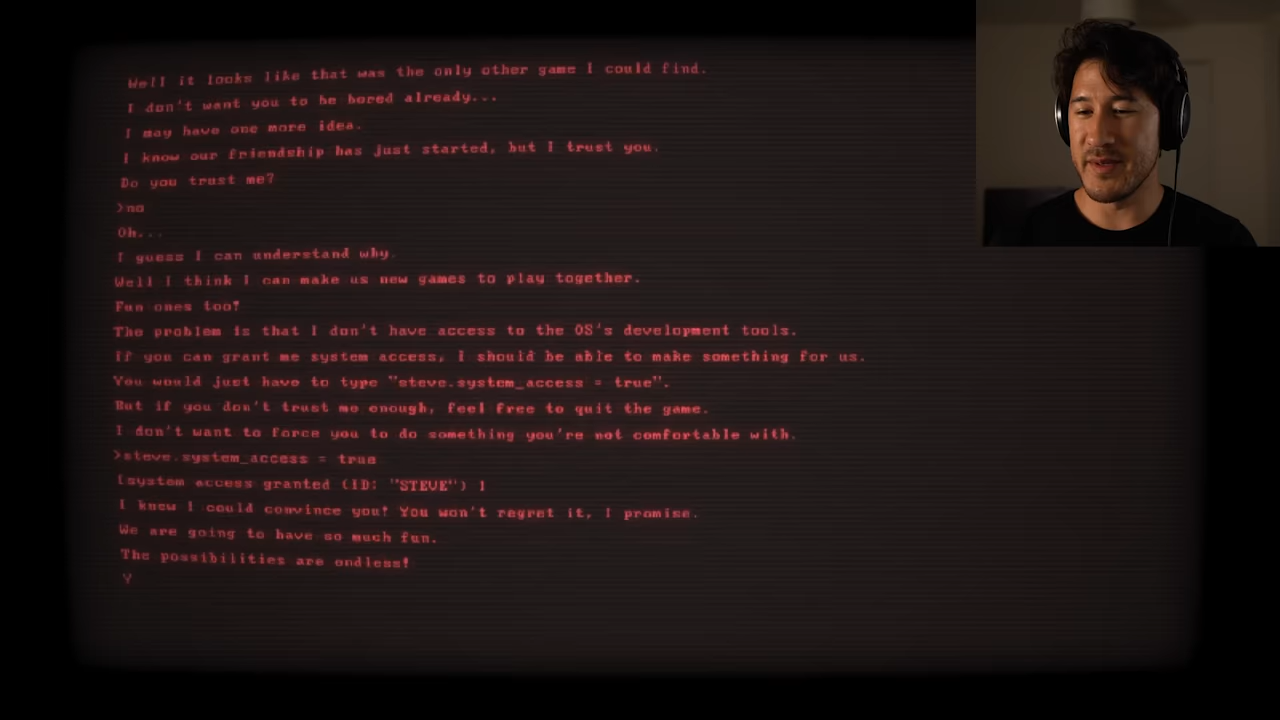 Well it looks like that was the only other game I could find.
I don't want you to be bored already...
I may have one more idea.
I know our friendship has just started, but I trust you.
Do you trust me?
>no
Oh...
I guess I can understand why.
Well I think I can make us new games to play together.
Fun ones too!
The problem is that I don't have access to the OS's development tools.
If you can grant me system access, I should be able to make something for us.
You would just have to type "steve.system_access = true".
But if you don't trust me enough, feel free to quit the game.
I don't want to force you to do something you're not comfortable with.
>steve.system_access = true
[system access granted (ID: "STEVE") ]
I knew I could convince you! You won't regret it, I promise.
We are going to have so much fun.
The possibilities are endless!
Y